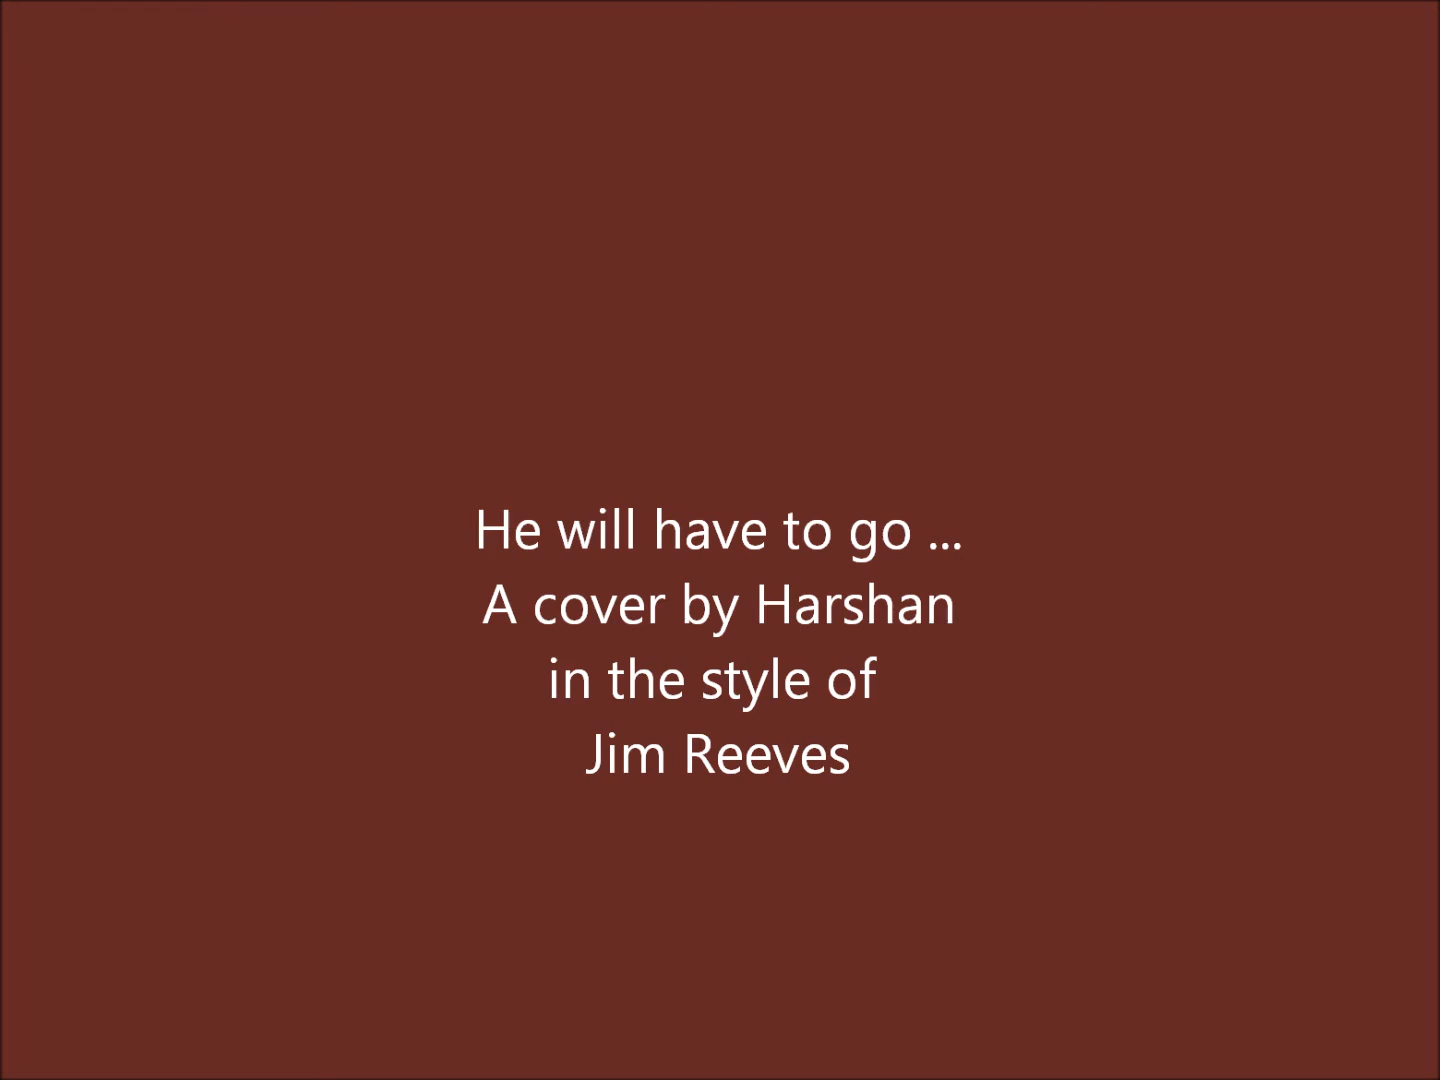 He will have to go ...
A cover by Harshan
in the style of
Jim Reeves